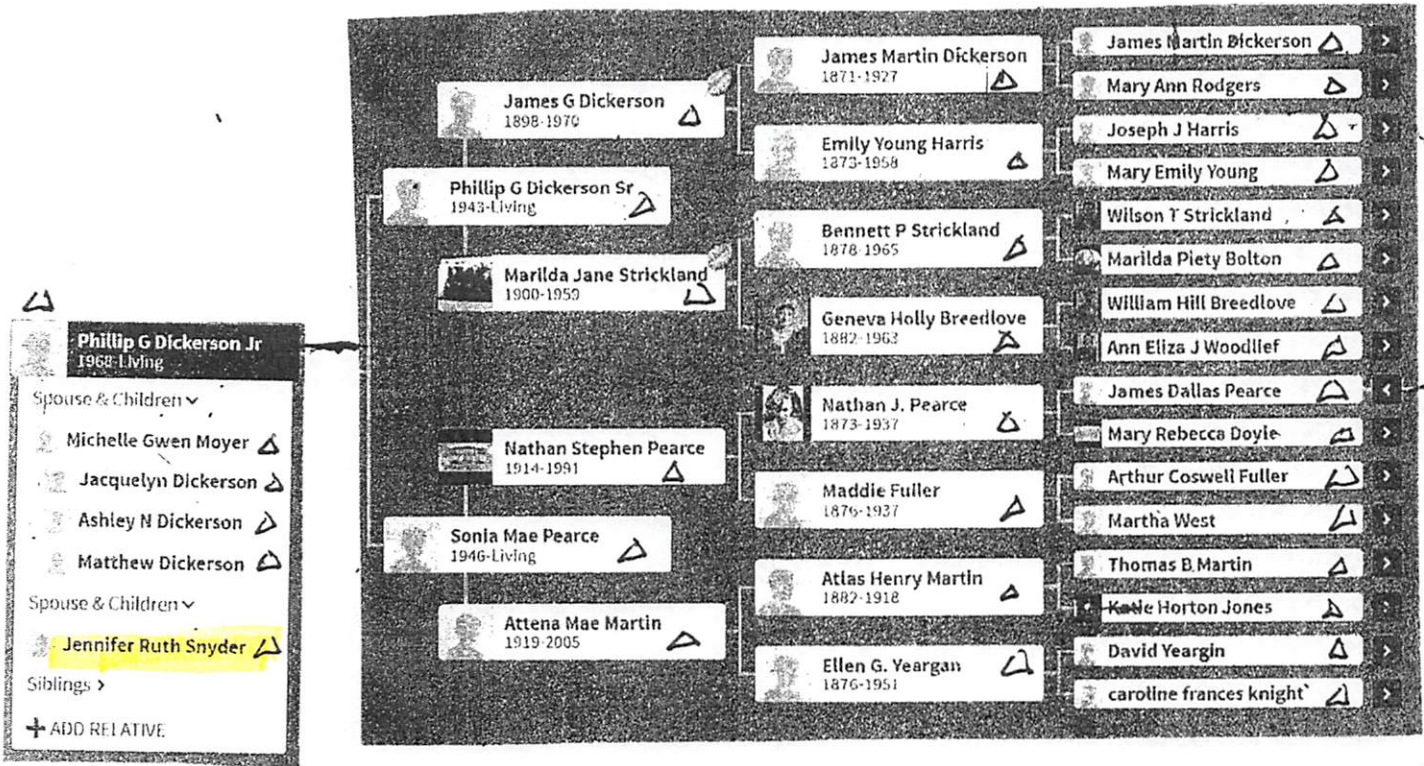 Phillip G Dickerson Jr
1968-Living
Spouse & Children
Michelle Gwen Moyer
Jacquelyn Dickerson
Ashley N Dickerson
Matthew Dickerson
Spouse & Children
Jennifer Ruth Snyder
Siblings >
+ ADD RELATIVE
Phillip G Dickerson Sr
1943-Living
Sonia Mae Pearce
1946-Living
James G Dickerson
1898-1970
Marilda Jane Strickland
1900-1959
Nathan Stephen Pearce
1914-1991
Attena Mae Martin
1919-2005
James Martin Dickerson
1871-1927
Emily Young Harris
1873-1958
Bennett P Strickland
1878-1965
Geneva Holly Breedlove
1882-1963
Nathan J. Pearce
1873-1937
Maddie Fuller
1876-1937
Atlas Henry Martin
1882-1918
Ellen G. Yeargan
1876-1951
James Martin Dickerson
Mary Ann Rodgers
Joseph J Harris
Mary Emily Young
Wilson T Strickland
Marilda Piety Bolton
William Hill Breedlove
Ann Eliza J Woodlief
James Dallas Pearce
Mary Rebecca Doyle
Arthur Coswell Fuller
Martha West
Thomas B Martin
Katie Horton Jones
David Yeargin
caroline frances knight